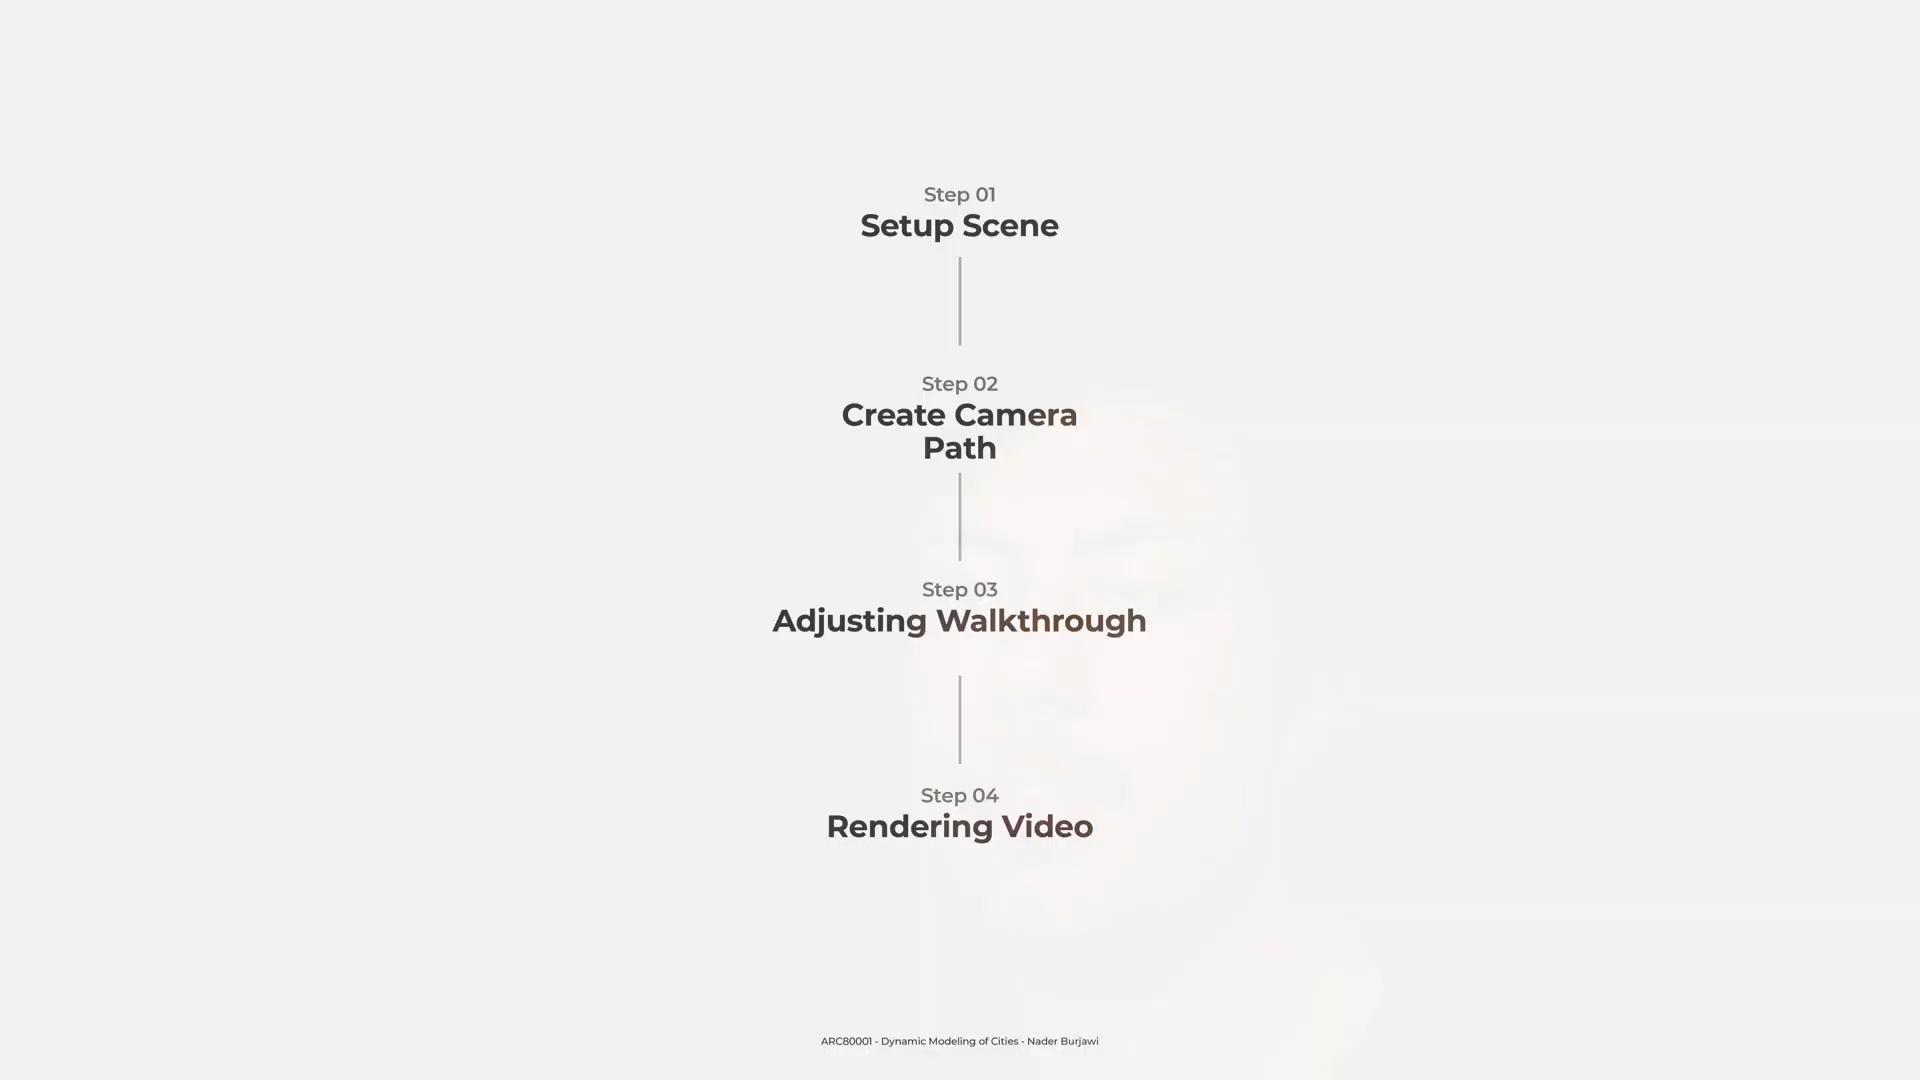 Step 01
Setup Scene
Step 02
Create Camera
Path
Step 03
Adjusting Walkthrough
Step 04
Rendering Video
ARC80001 - Dynamic Modeling of Cities - Nader Burjawi